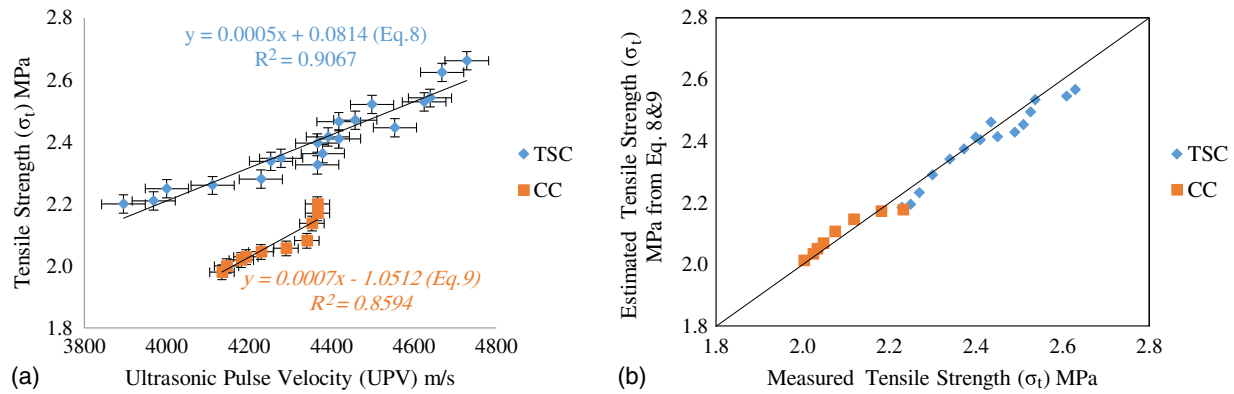 2.8
2.6
2.4
2.2
2.0
1.8
Tensile Strength (σt) MPa
y = 0.0005x + 0.0814 (Eq.8)
R² = 0.9067
y = 0.0007x - 1.0512 (Eq.9)
R² = 0.8594
TSC
CC
3800 4000 4200 4400 4600 4800
(a) Ultrasonic Pulse Velocity (UPV) m/s
2.8
2.6
2.4
2.2
2.0
1.8
Estimated Tensile Strength (σt)
MPa from Eq. 8&9
TSC
CC
1.8 2.0 2.2 2.4 2.6 2.8
(b) Measured Tensile Strength (σt) MPa